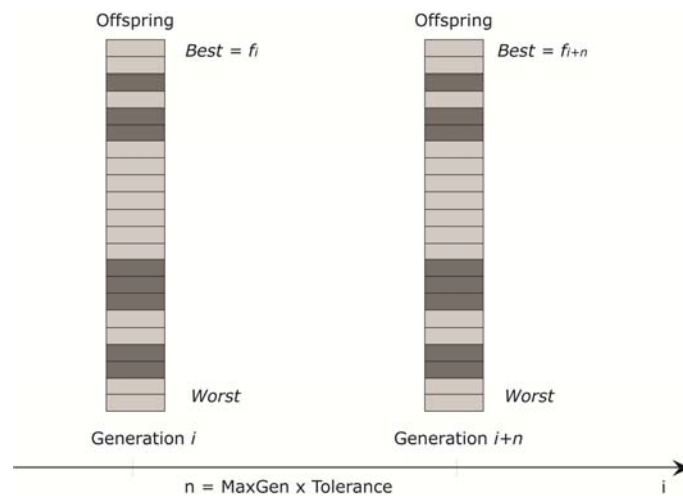 Offspring
Offspring
Best = fi
Best = fi+n
Worst
Worst
Generation i
Generation i+n
n = MaxGen x Tolerance
i